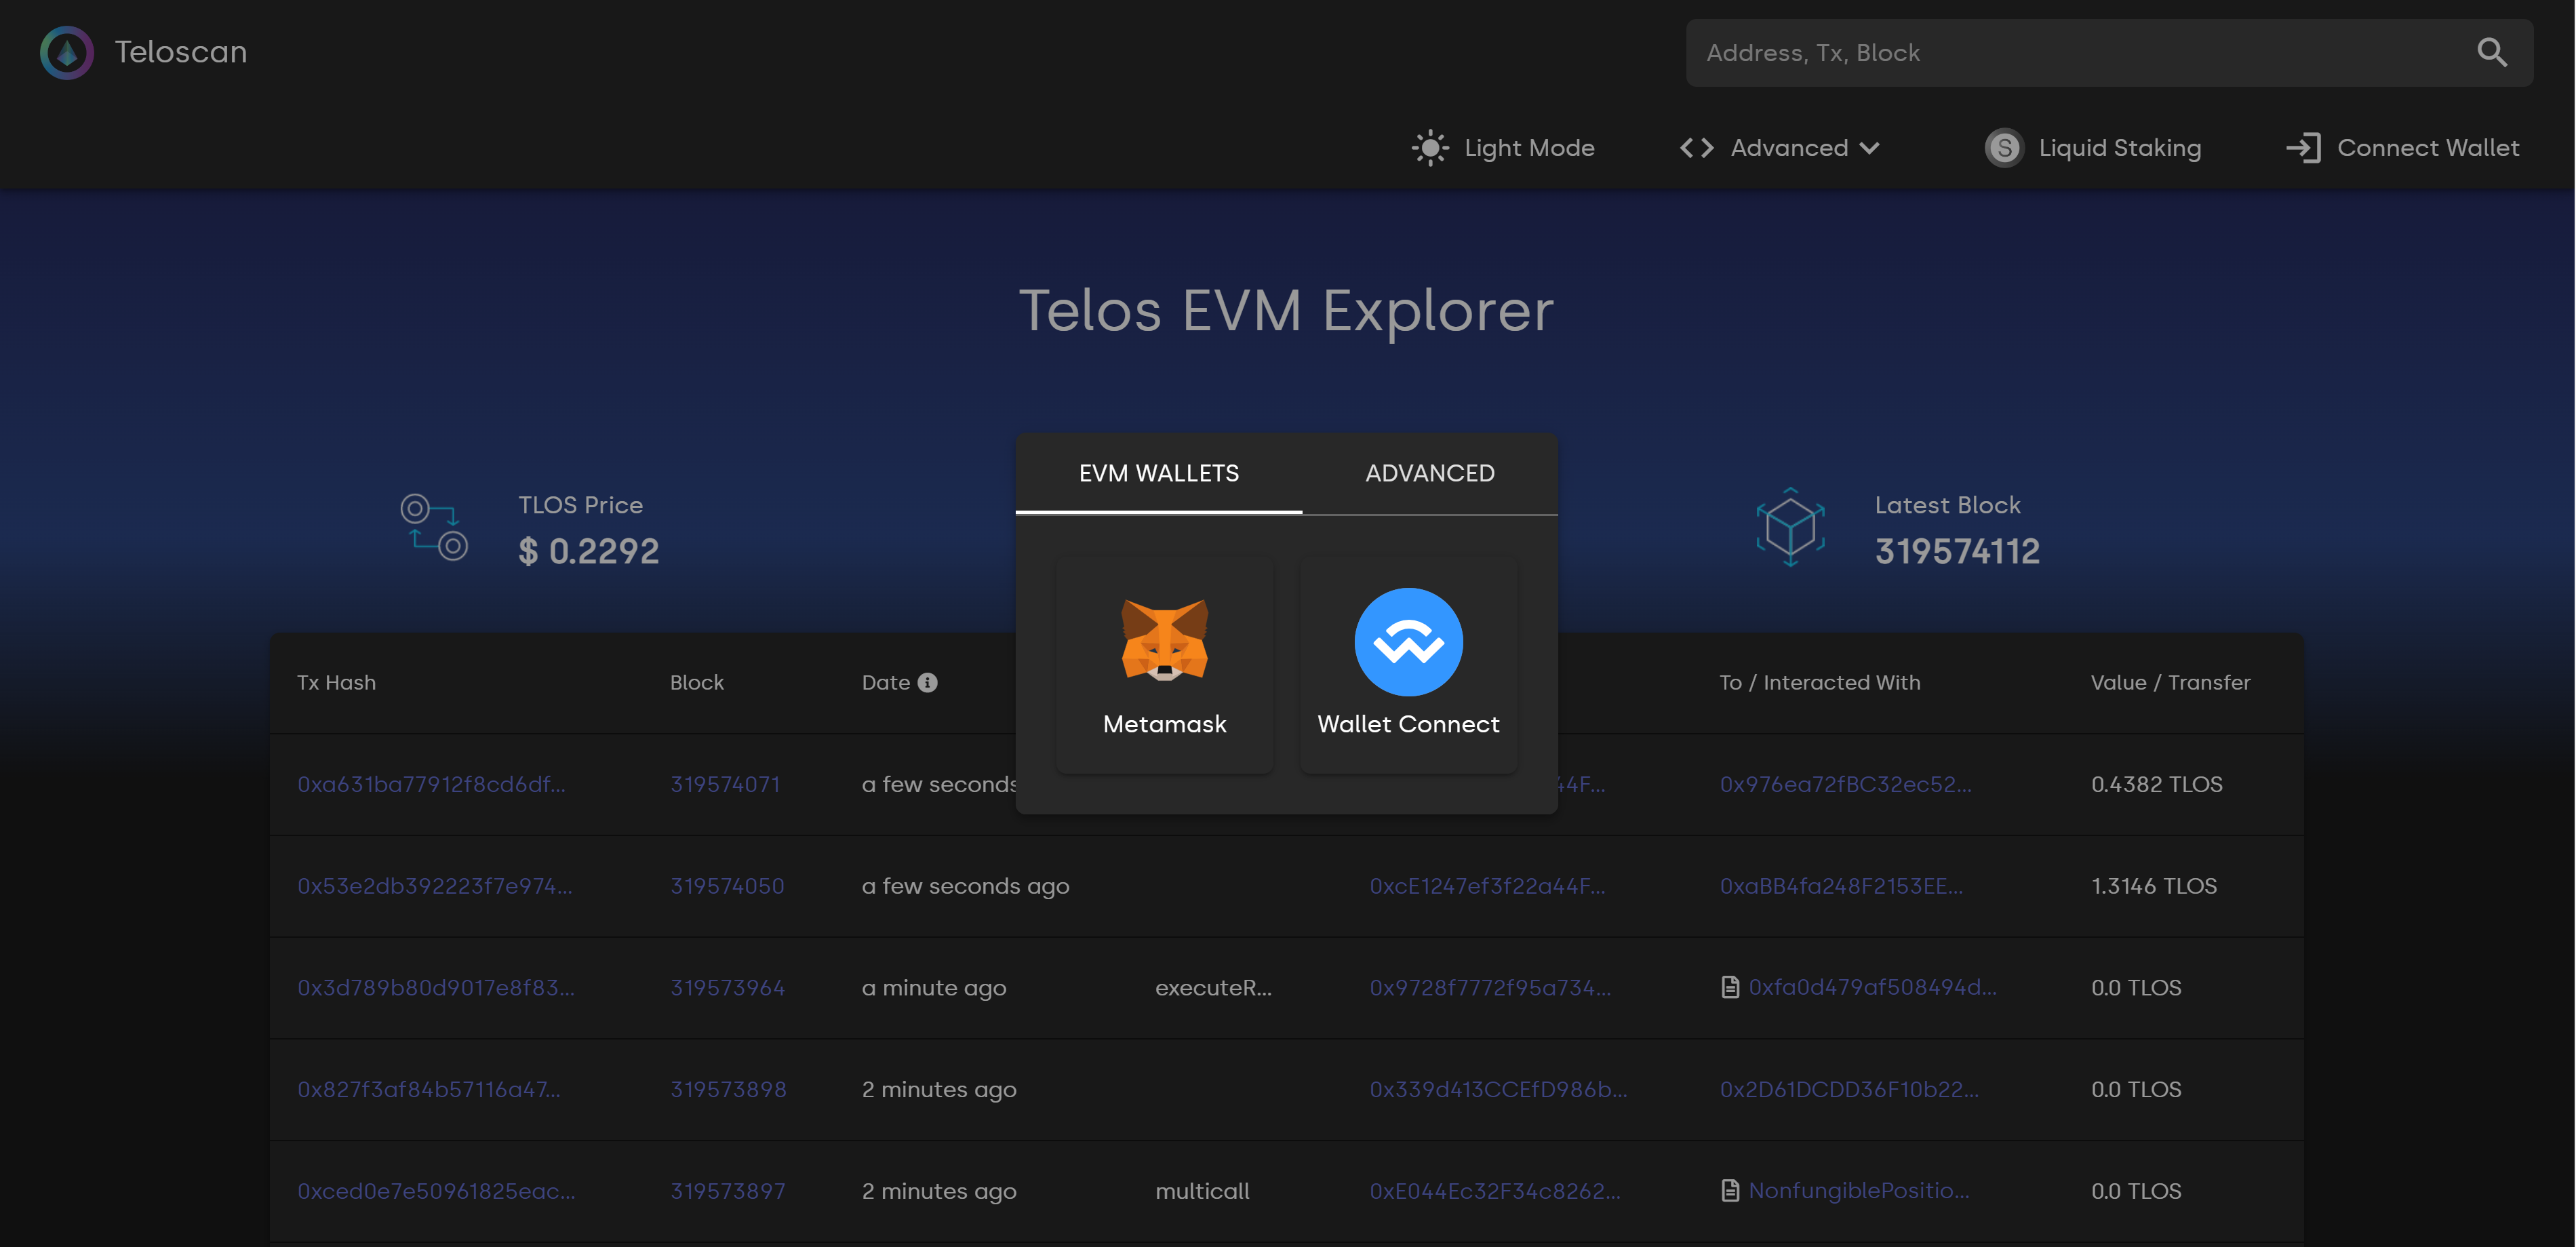 Teloscan
Address, Tx, Block
Light Mode
Advanced
Liquid Staking
Connect Wallet
Telos EVM Explorer
EVM WALLETS
ADVANCED
TLOS Price
$ 0.2292
Latest Block
319574112
Metamask
Wallet Connect
Tx Hash
Block
Date
To / Interacted With
Value / Transfer
0xa631ba77912f8cd6df...
319574071
a few seconds
44F...
0x976ea72fBC32ec52...
0.4382 TLOS
0x53e2db392223f7e974...
319574050
a few seconds ago
0xcE1247ef3f22a44F...
0xaBB4fa248F2153EE...
1.3146 TLOS
0x3d789b80d9017e8f83...
319573964
a minute ago
executeR...
0x9728f7772f95a734...
0xfa0d479af508494d...
0.0 TLOS
0x827f3af84b57116a47...
319573898
2 minutes ago
0x339d413CCEfD986b...
0x2D61DCDD36F10b22...
0.0 TLOS
0xced0e7e50961825eac...
319573897
2 minutes ago
multicall
0xE044Ec32F34c8262...
NonfungiblePositio...
0.0 TLOS